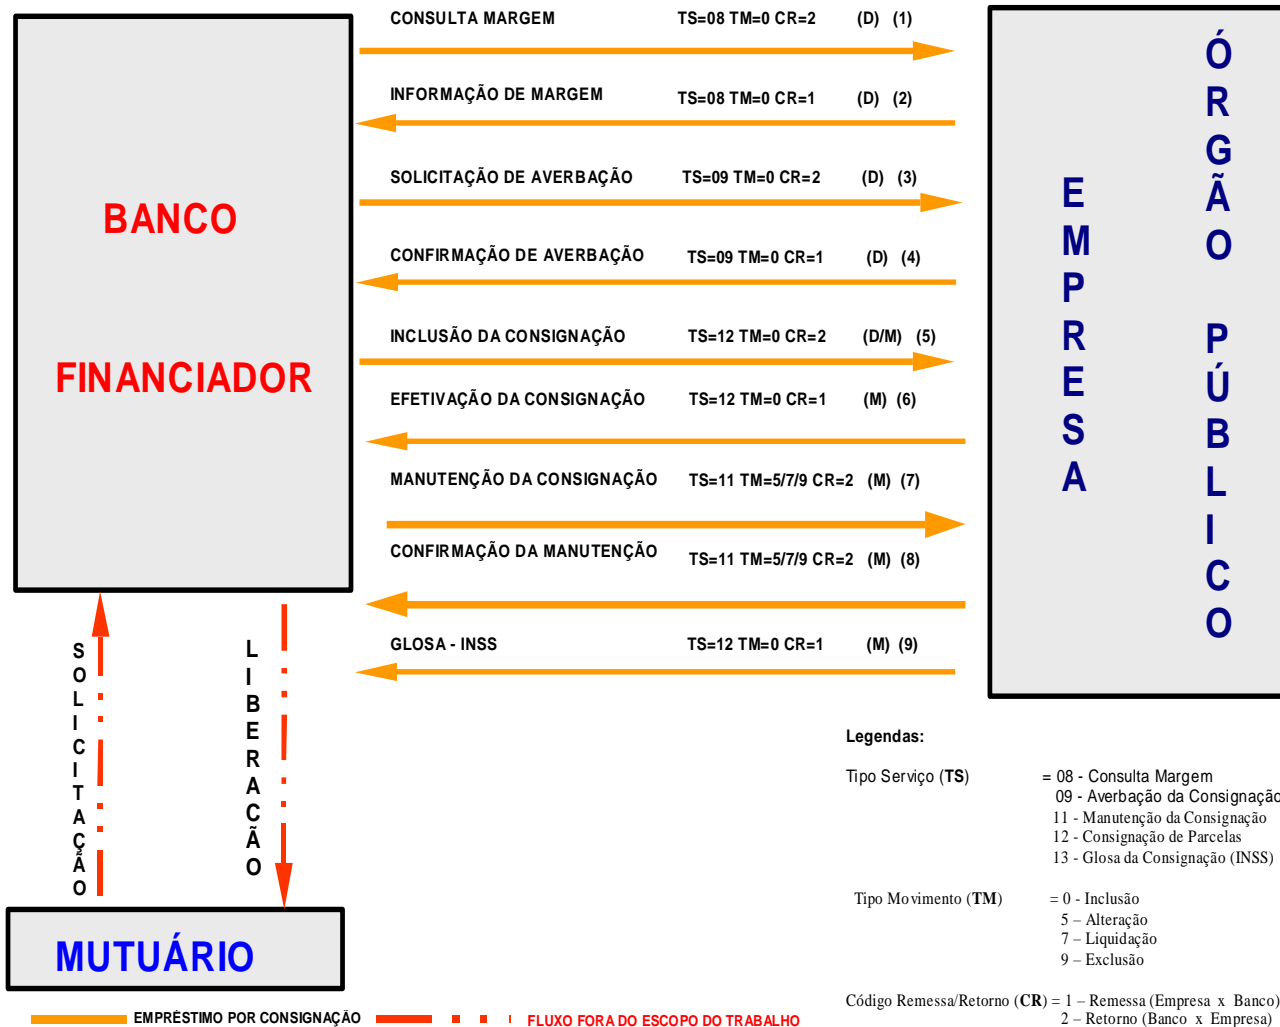 CONSULTA MARGEM TS=08 TM=0 CR=2 (D) (1)
INFORMAÇÃO DE MARGEM TS=08 TM=0 CR=1 (D) (2)
SOLICITAÇÃO DE AVERBAÇÃO TS=09 TM=0 CR=2 (D) (3)
CONFIRMAÇÃO DE AVERBAÇÃO TS=09 TM=0 CR=1 (D) (4)
INCLUSÃO DA CONSIGNAÇÃO TS=12 TM=0 CR=2 (D/M) (5)
EFETIVAÇÃO DA CONSIGNAÇÃO TS=12 TM=0 CR=1 (M) (6)
MANUTENÇÃO DA CONSIGNAÇÃO TS=11 TM=5/7/9 CR=2 (M) (7)
CONFIRMAÇÃO DA MANUTENÇÃO TS=11 TM=5/7/9 CR=2 (M) (8)
GLOSA - INSS TS=12 TM=0 CR=1 (M) (9)
BANCO
FINANCIADOR
EMPRESA
ÓRGÃO PÚBLICO
SOLICITAÇÃO
LIBERACÃO
MUTUÁRIO
Legendas:
Tipo Serviço (TS) = 08 - Consulta Margem
09 - Averbação da Consignação
11 - Manutenção da Consignação
12 - Consignação de Parcelas
13 - Glosa da Consignação (INSS)
Tipo Movimento (TM) = 0 - Inclusão
5 – Alteração
7 – Liquidação
9 – Exclusão
Código Remessa/Retorno (CR) = 1 – Remessa (Empresa x Banco)
2 – Retorno (Banco x Empresa)
EMPRÉSTIMO POR CONSIGNAÇÃO
FLUXO FORA DO ESCOPO DO TRABALHO